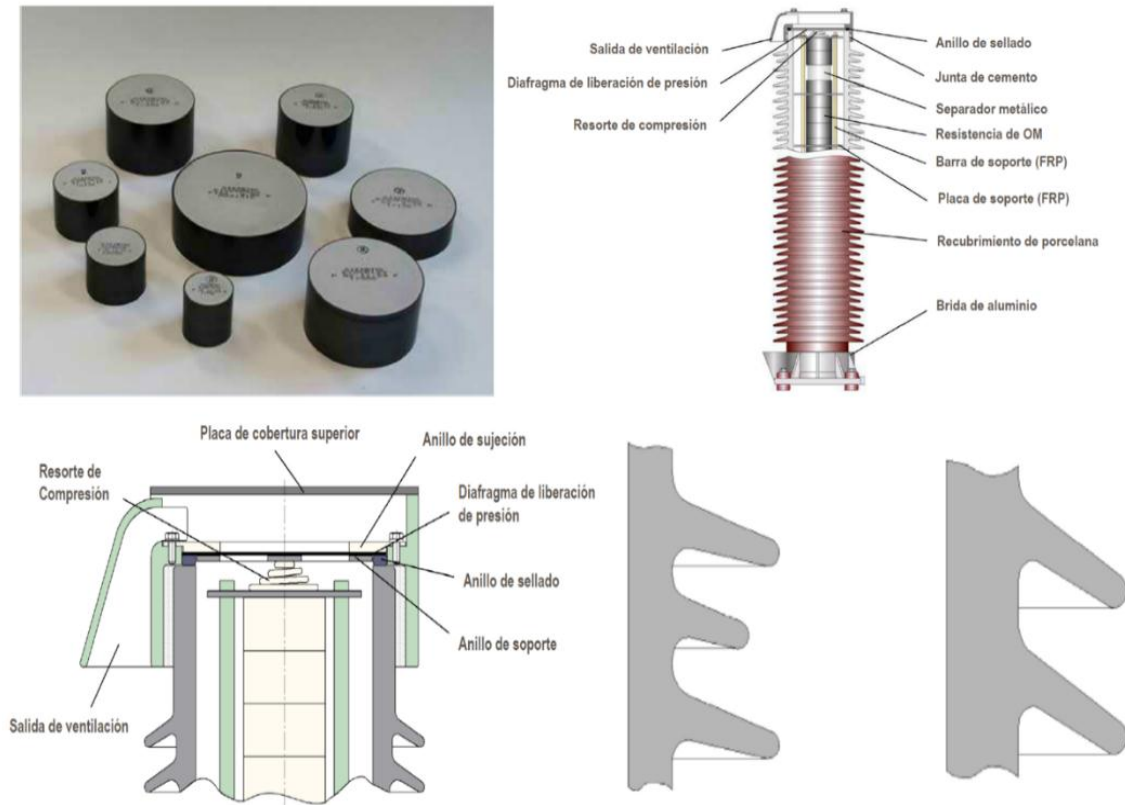 Salida de ventilación
Diafragma de liberación de presión
Resorte de compresión
Anillo de sellado
Junta de cemento
Separador metálico
Resistencia de OM
Barra de soporte (FRP)
Placa de soporte (FRP)
Recubrimiento de porcelana
Brida de aluminio
Placa de cobertura superior
Anillo de sujeción
Resorte de
Compresión
Diafragma de liberación
de presión
Anillo de sellado
Anillo de soporte
Salida de ventilación